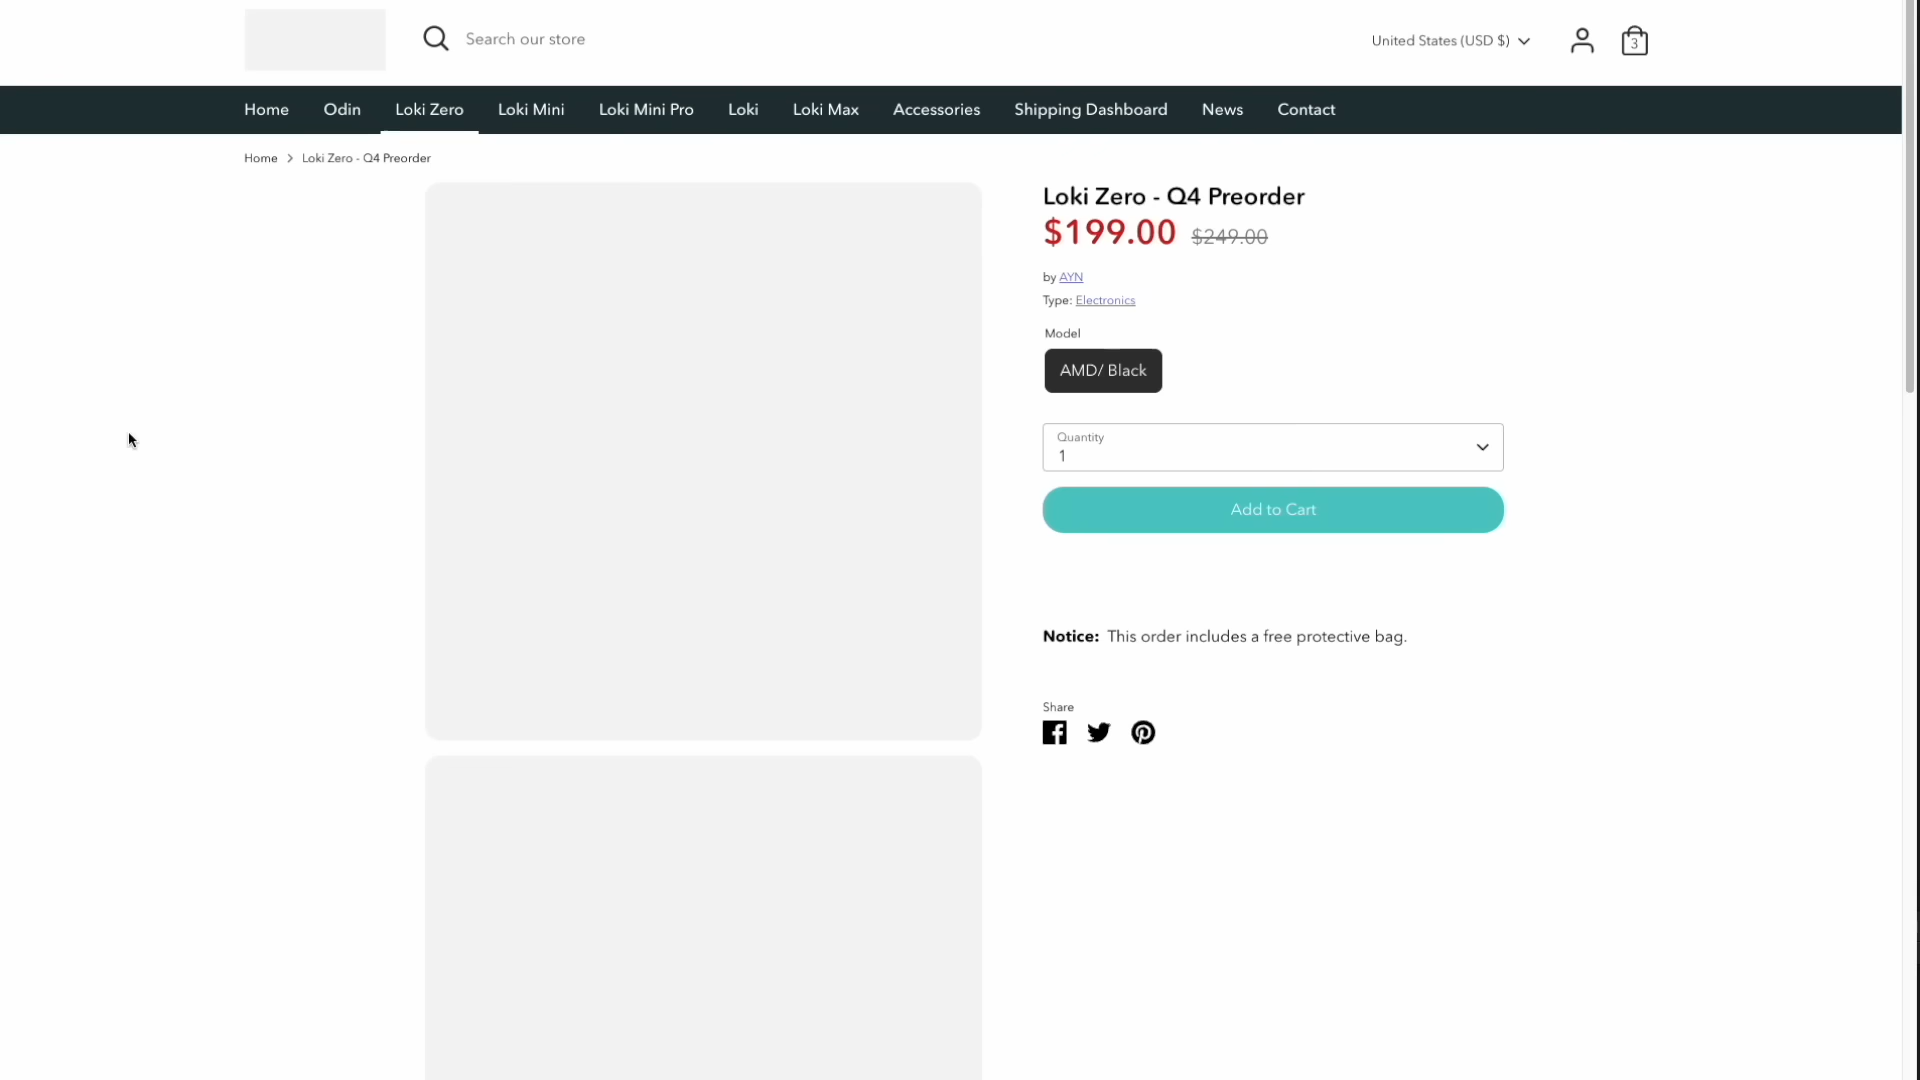 Search our store
United States (USD $)
3
Home
Odin
Loki Zero
Loki Mini
Loki Mini Pro
Loki
Loki Max
Accessories
Shipping Dashboard
News
Contact
Home
Loki Zero - Q4 Preorder
Loki Zero - Q4 Preorder
$199.00 $249.00
by AYN
Type: Electronics
Model
AMD/ Black
Quantity
1
Add to Cart
Notice: This order includes a free protective bag.
Share